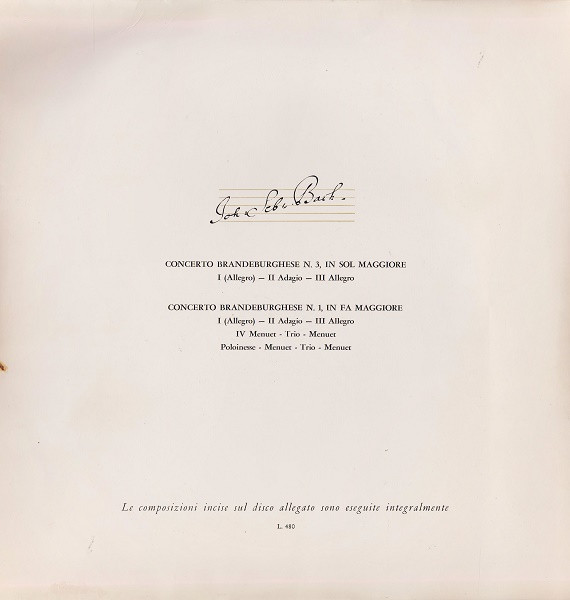 Joh. Seb. Bach.
CONCERTO BRANDEBURGHESE N. 3, IN SOL MAGGIORE
I (Allegro) — II Adagio — III Allegro
CONCERTO BRANDEBURGHESE N. 1, IN FA MAGGIORE
I (Allegro) — II Adagio — III Allegro
IV Menuet - Trio - Menuet
Poloinesse - Menuet - Trio - Menuet
Le composizioni incise sul disco allegato sono eseguite integralmente
L. 480